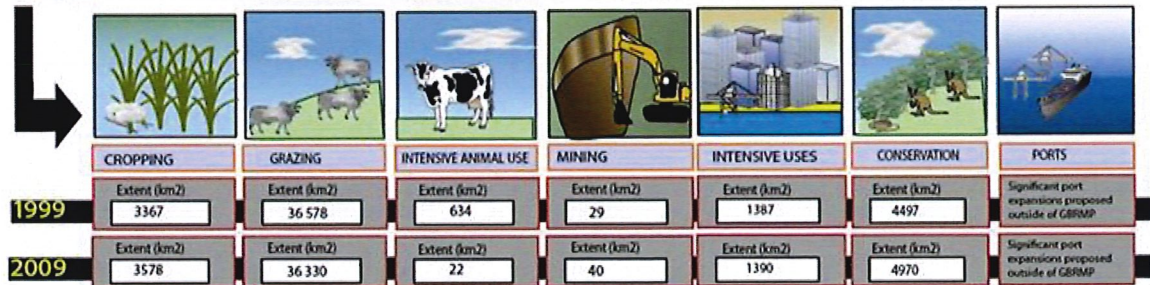 CROPPING GRAZING INTENSIVE ANIMAL USE MINING INTENSIVE USES CONSERVATION PORTS
1999
Extent (km2) 3367
Extent (km2) 36 578
Extent (km2) 634
Extent (km2) 29
Extent (km2) 1387
Extent (km2) 4497
Significant port
expansions proposed
outside of GBRMP
2009
Extent (km2) 3578
Extent (km2) 36 330
Extent (km2) 22
Extent (km2) 40
Extent (km2) 1390
Extent (km2) 4970
Significant port
expansions proposed
outside of GBRMP